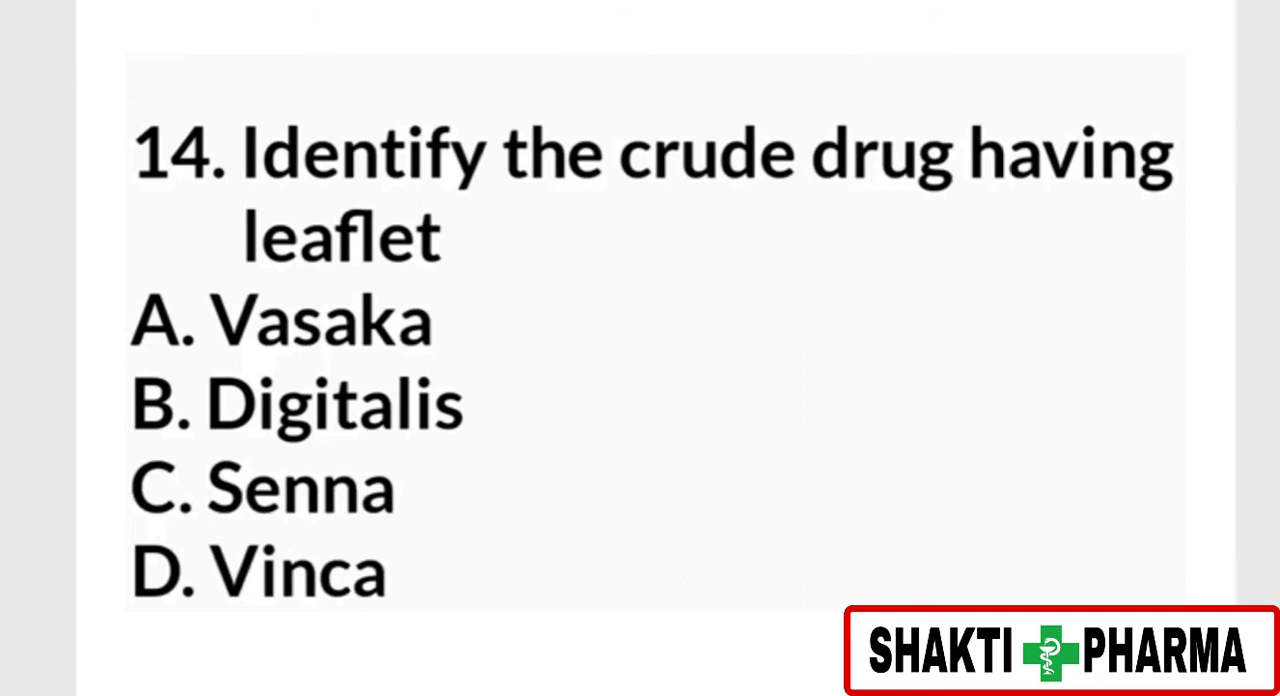 14. Identify the crude drug having
leaflet
A. Vasaka
B. Digitalis
C. Senna
D. Vinca
SHAKTI PHARMA